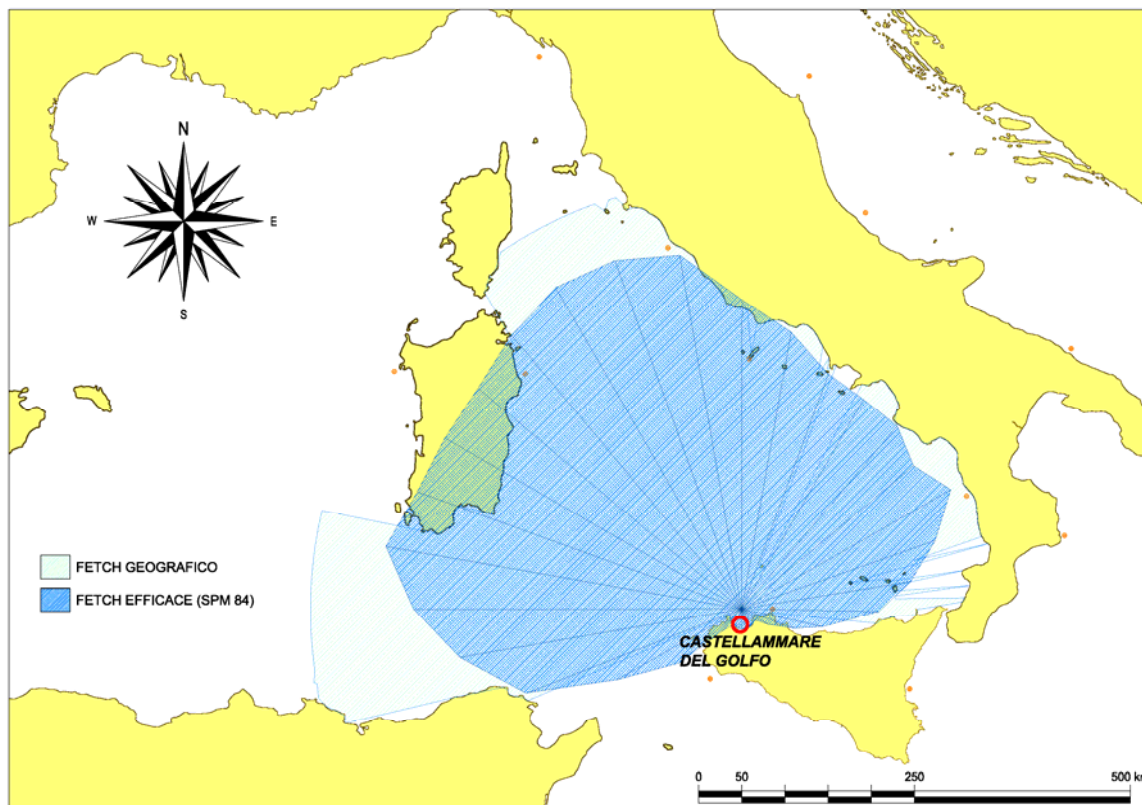 N
W
E
S
FETCH GEOGRAFICO
FETCH EFFICACE (SPM 84)
CASTELLAMMARE
DEL GOLFO
0 50 250 500 km